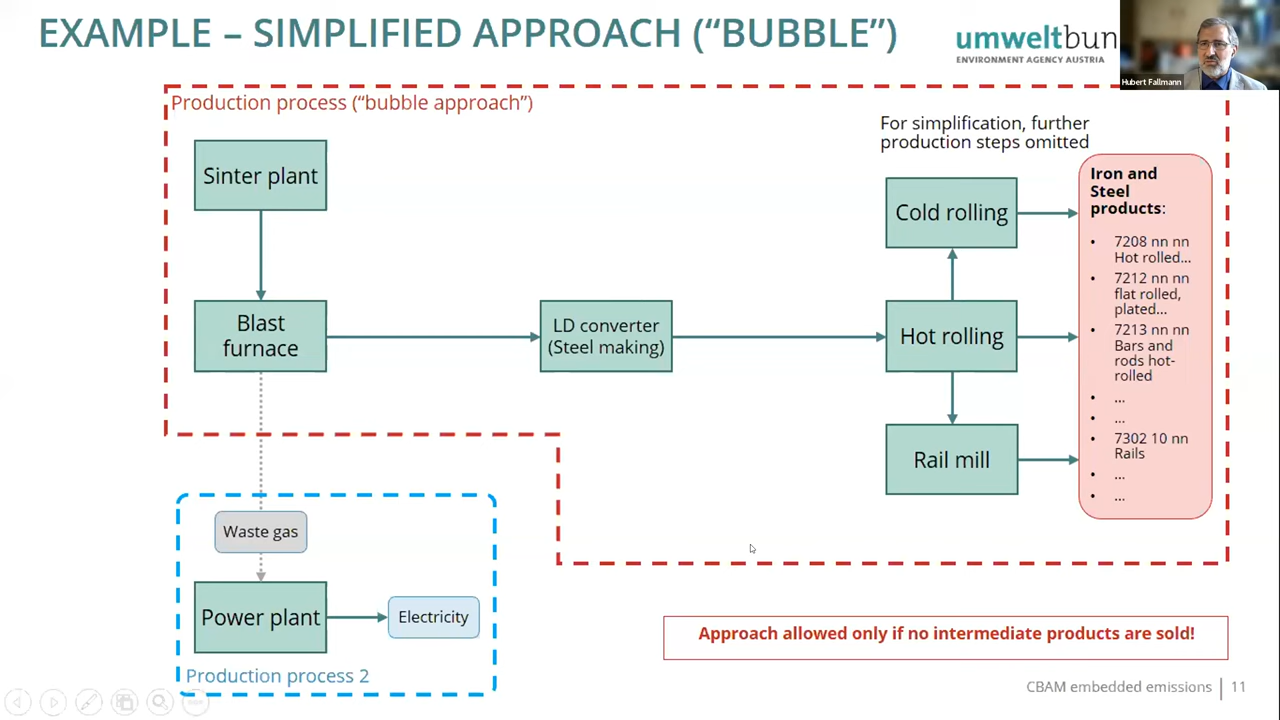 EXAMPLE – SIMPLIFIED APPROACH (“BUBBLE”)
umweltbun
ENVIRONMENT AGENCY AUSTRIA
Hubert Fallmann
Production process (“bubble approach”)
For simplification, further
production steps omitted
Sinter plant
Blast
furnace
LD converter
(Steel making)
Cold rolling
Hot rolling
Rail mill
Iron and
Steel
products:
• 7208 nn nn
Hot rolled...
• 7212 nn nn
flat rolled,
plated...
• 7213 nn nn
Bars and
rods hot-
rolled
• ...
• ...
• 7302 10 nn
Rails
• ...
• ...
Waste gas
Power plant
Electricity
Production process 2
Approach allowed only if no intermediate products are sold!
CBAM embedded emissions | 11